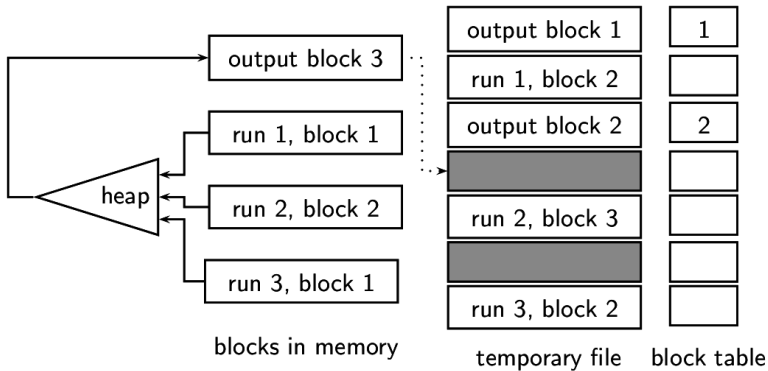 output block 3
run 1, block 1
heap
run 2, block 2
run 3, block 1
blocks in memory
output block 1
run 1, block 2
output block 2
run 2, block 3
run 3, block 2
temporary file
1
2
block table